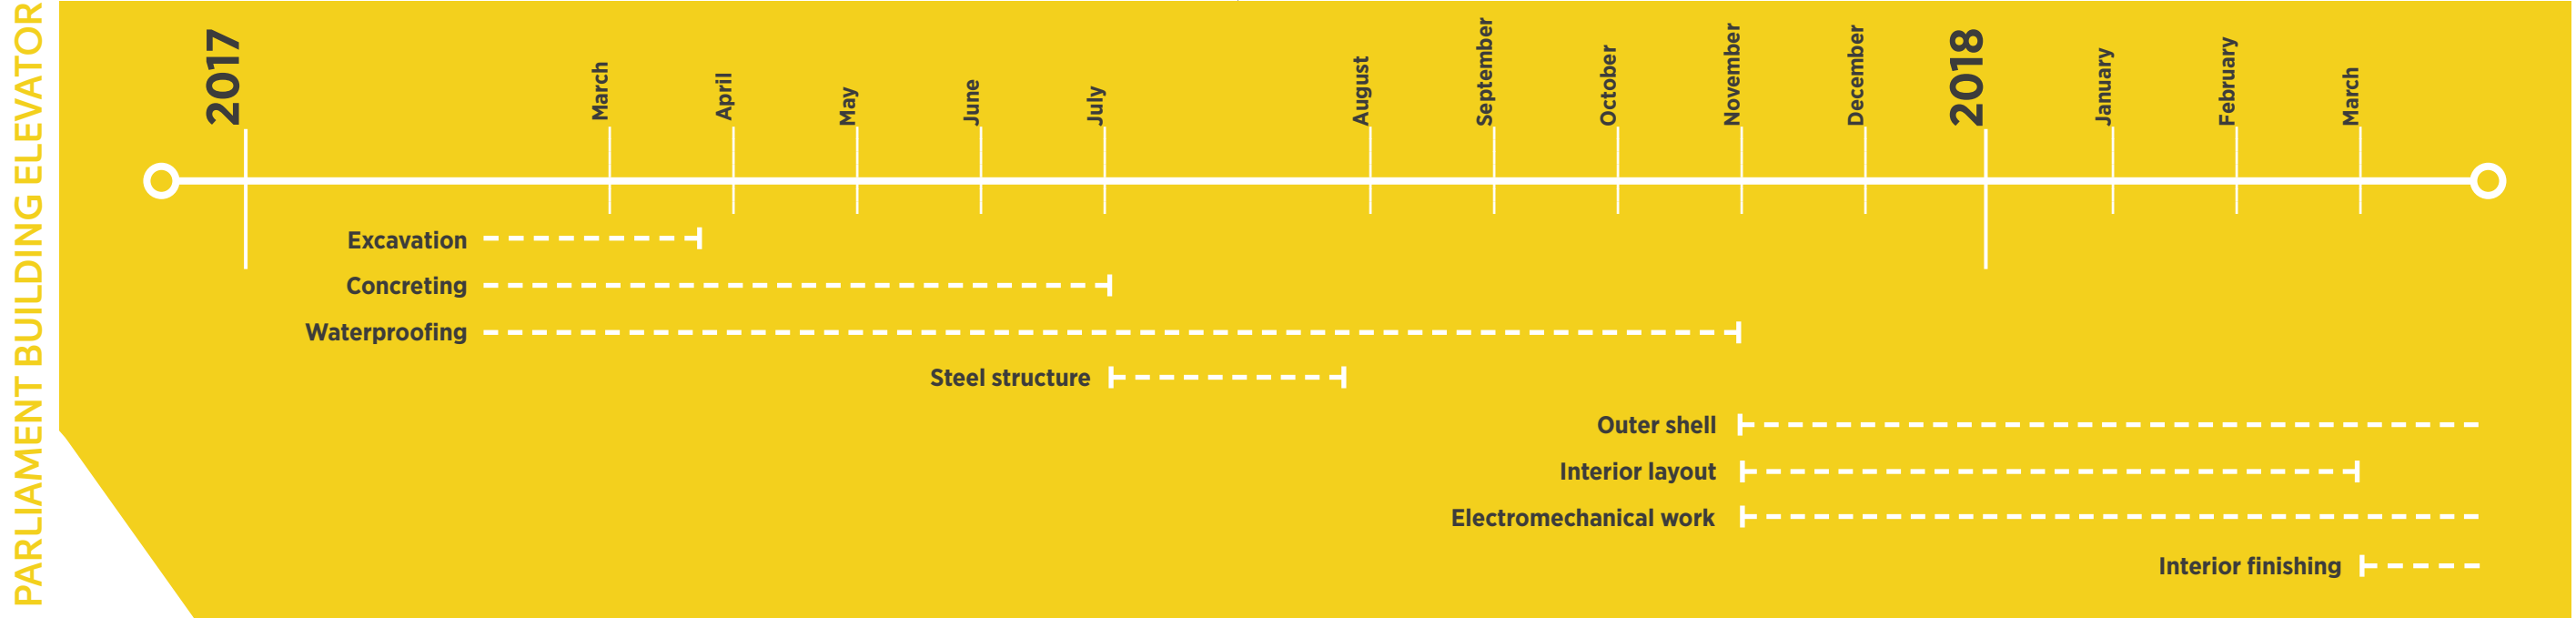 PARLIAMENT BUILDING ELEVATOR
2017
March
April
May
June
July
August
September
October
November
December
2018
January
February
March
Excavation
Concreting
Waterproofing
Steel structure
Outer shell
Interior layout
Electromechanical work
Interior finishing